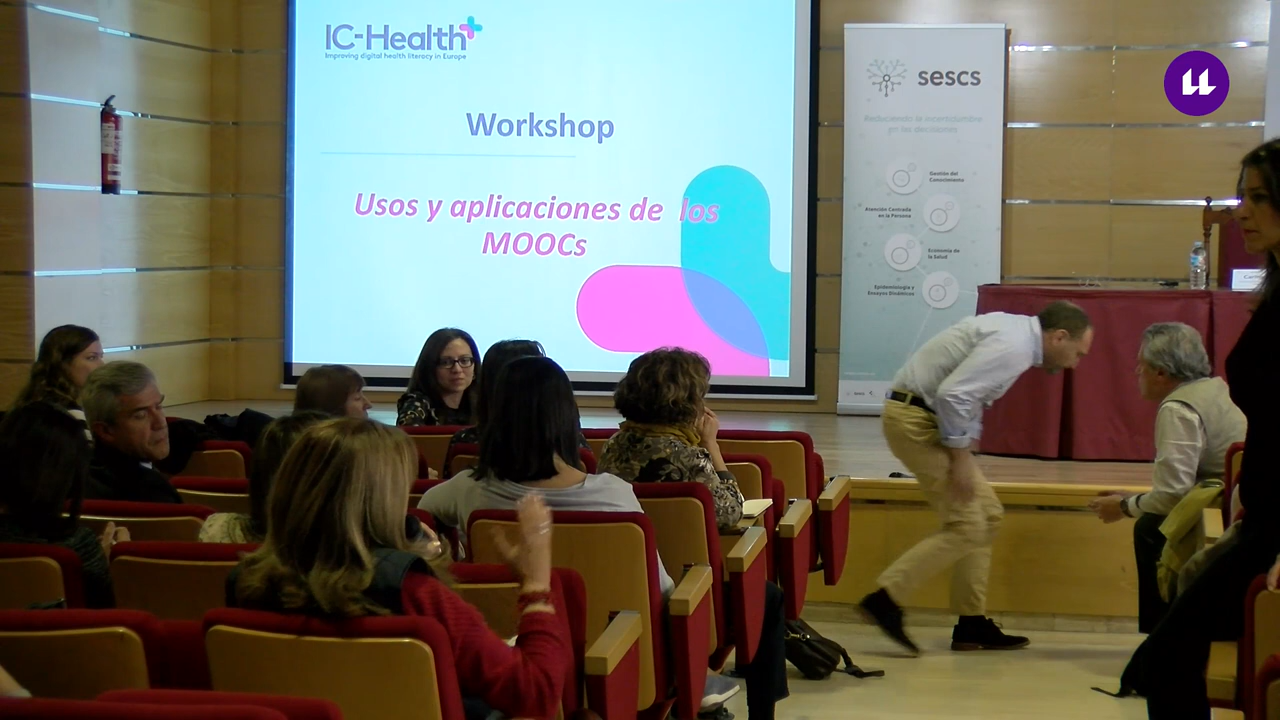 IC-Health
Improving digital health literacy in Europe
Workshop
Usos y aplicaciones de los
MOOCs
sescs
Reduciendo la incertidumbre
en las decisiones
Gestión del
Conocimiento
Atención Centrada
en la Persona
Economía de
la Salud
Epidemiología y
Ensayos Dinámicos